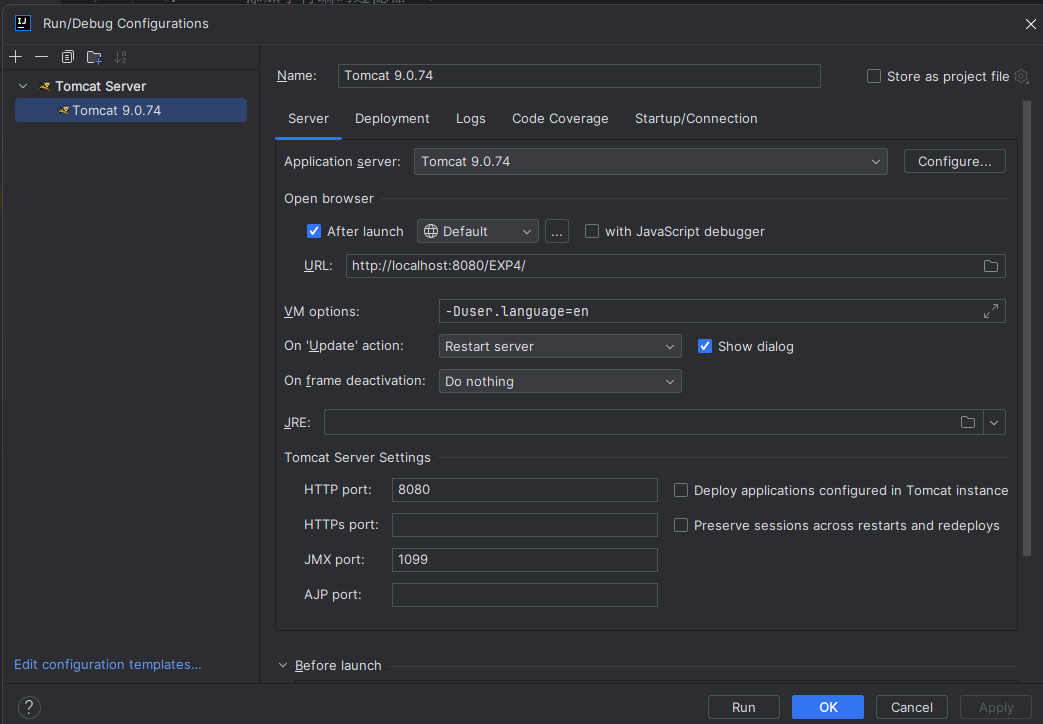 Run/Debug Configurations
Tomcat Server
Tomcat 9.0.74
Name: Tomcat 9.0.74 Store as project file
Server Deployment Logs Code Coverage Startup/Connection
Application server: Tomcat 9.0.74 Configure...
Open browser
After launch Default ... with JavaScript debugger
URL: http://localhost:8080/EXP4/
VM options: -Duser.language=en
On 'Update' action: Restart server Show dialog
On frame deactivation: Do nothing
JRE:
Tomcat Server Settings
HTTP port: 8080 Deploy applications configured in Tomcat instance
HTTPs port: Preserve sessions across restarts and redeploys
JMX port: 1099
AJP port:
Edit configuration templates...
Before launch
? Run OK Cancel Apply